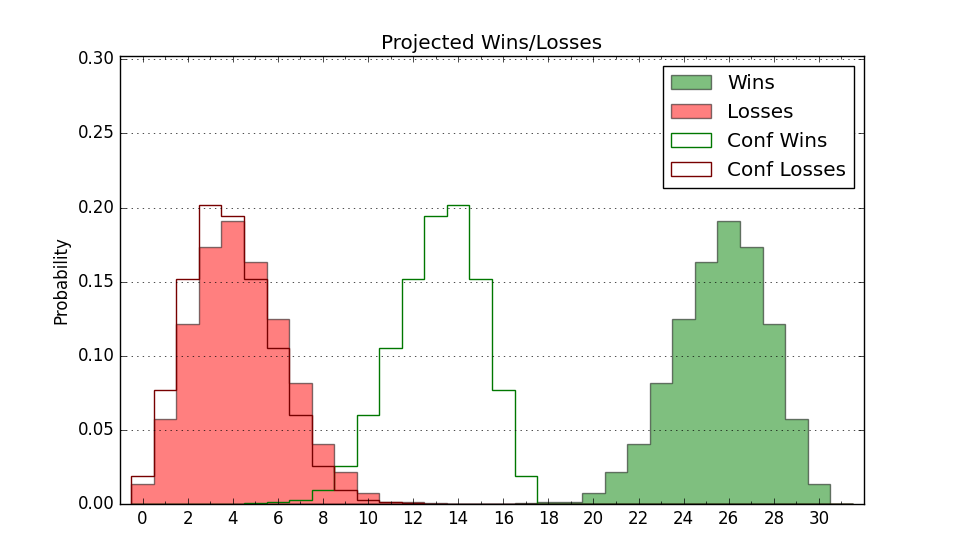 Projected Wins/Losses
0.30
0.25
0.20
0.15
0.10
0.05
0.00
Probability
Wins
Losses
Conf Wins
Conf Losses
0 2 4 6 8 10 12 14 16 18 20 22 24 26 28 30